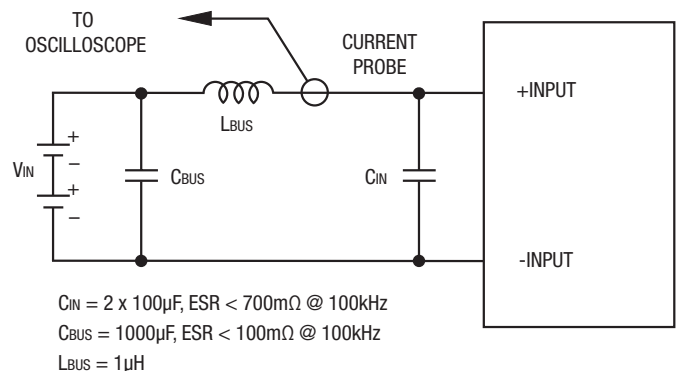 TO
OSCILLOSCOPE
CURRENT
PROBE
+INPUT
LBUS
+
VIN
–
+
–
CBUS
CIN
-INPUT
CIN = 2 x 100µF, ESR < 700mΩ @ 100kHz
CBUS = 1000µF, ESR < 100mΩ @ 100kHz
LBUS = 1µH